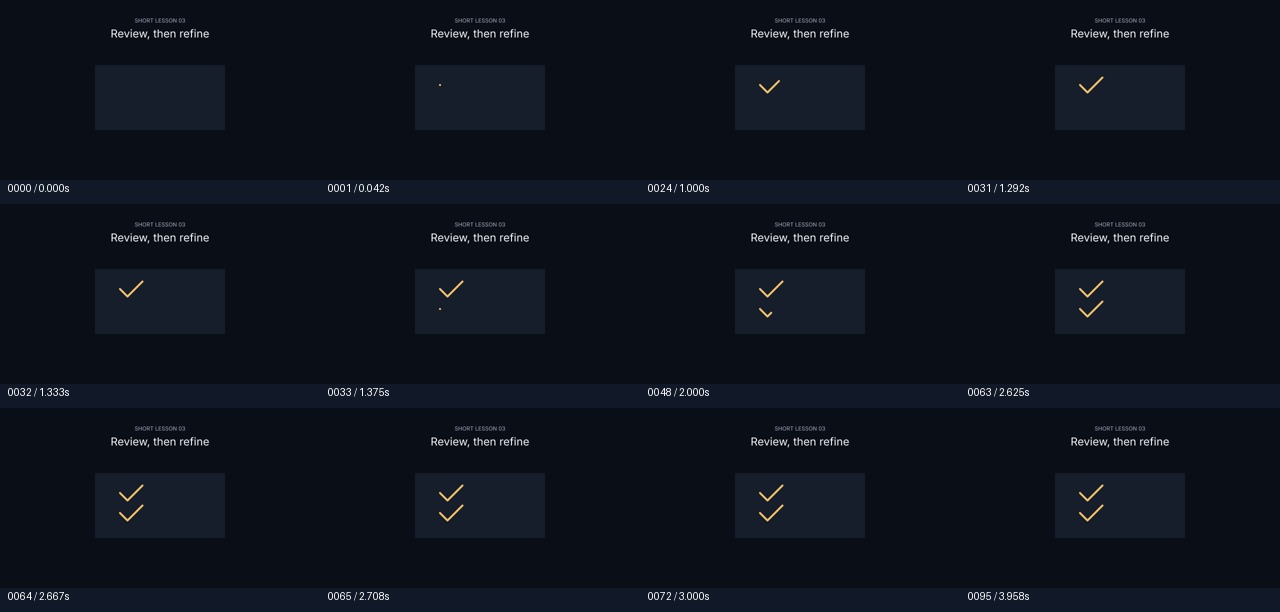 SHORT LESSON 03
Review, then refine
0000 / 0.000s
SHORT LESSON 03
Review, then refine
0001 / 0.042s
SHORT LESSON 03
Review, then refine
0024 / 1.000s
SHORT LESSON 03
Review, then refine
0031 / 1.292s
SHORT LESSON 03
Review, then refine
0032 / 1.333s
SHORT LESSON 03
Review, then refine
0033 / 1.375s
SHORT LESSON 03
Review, then refine
0048 / 2.000s
SHORT LESSON 03
Review, then refine
0063 / 2.625s
SHORT LESSON 03
Review, then refine
0064 / 2.667s
SHORT LESSON 03
Review, then refine
0065 / 2.708s
SHORT LESSON 03
Review, then refine
0072 / 3.000s
SHORT LESSON 03
Review, then refine
0095 / 3.958s